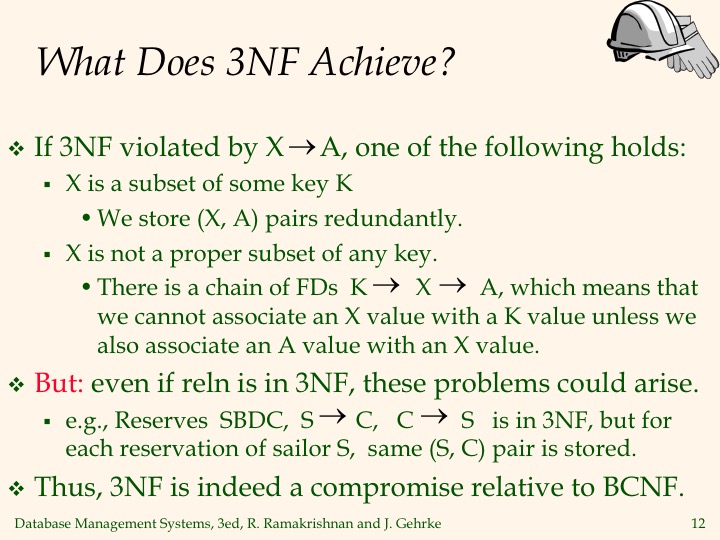 What Does 3NF Achieve?
❖ If 3NF violated by X → A, one of the following holds:
▪ X is a subset of some key K
• We store (X, A) pairs redundantly.
▪ X is not a proper subset of any key.
• There is a chain of FDs K → X → A, which means that
we cannot associate an X value with a K value unless we
also associate an A value with an X value.
❖ But: even if reln is in 3NF, these problems could arise.
▪ e.g., Reserves SBDC, S → C, C → S is in 3NF, but for
each reservation of sailor S, same (S, C) pair is stored.
❖ Thus, 3NF is indeed a compromise relative to BCNF.
Database Management Systems, 3ed, R. Ramakrishnan and J. Gehrke 12